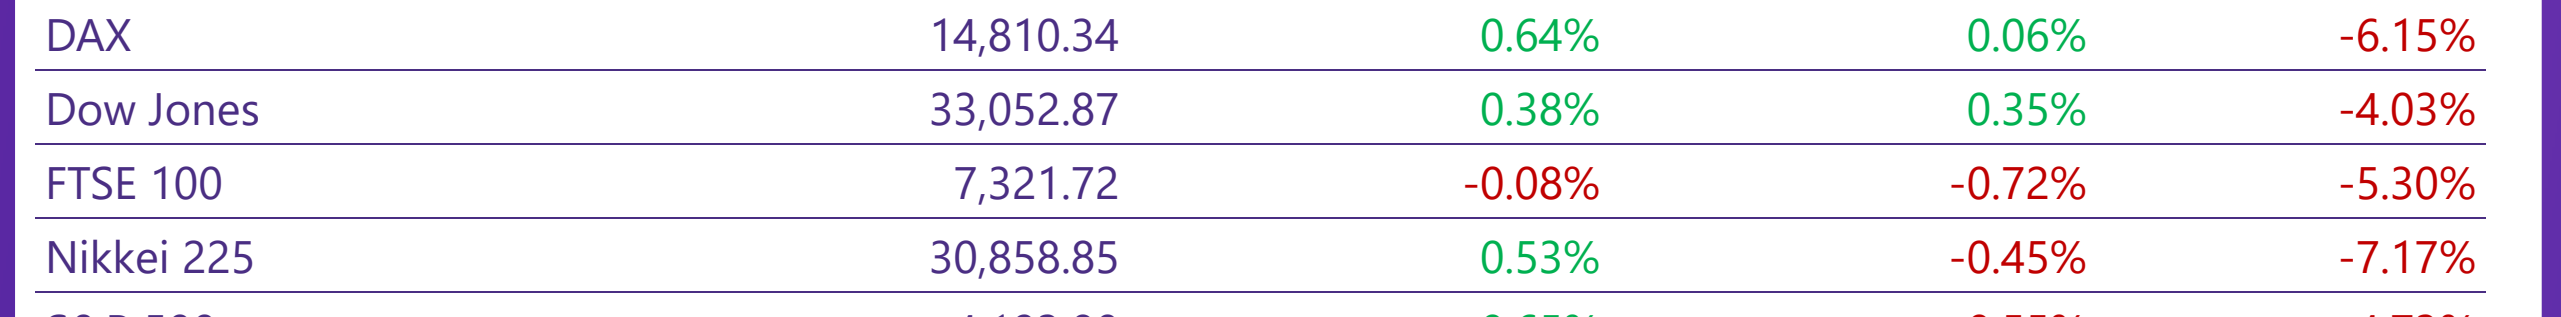 DAX 14,810.34 0.64% 0.06% -6.15%
Dow Jones 33,052.87 0.38% 0.35% -4.03%
FTSE 100 7,321.72 -0.08% -0.72% -5.30%
Nikkei 225 30,858.85 0.53% -0.45% -7.17%